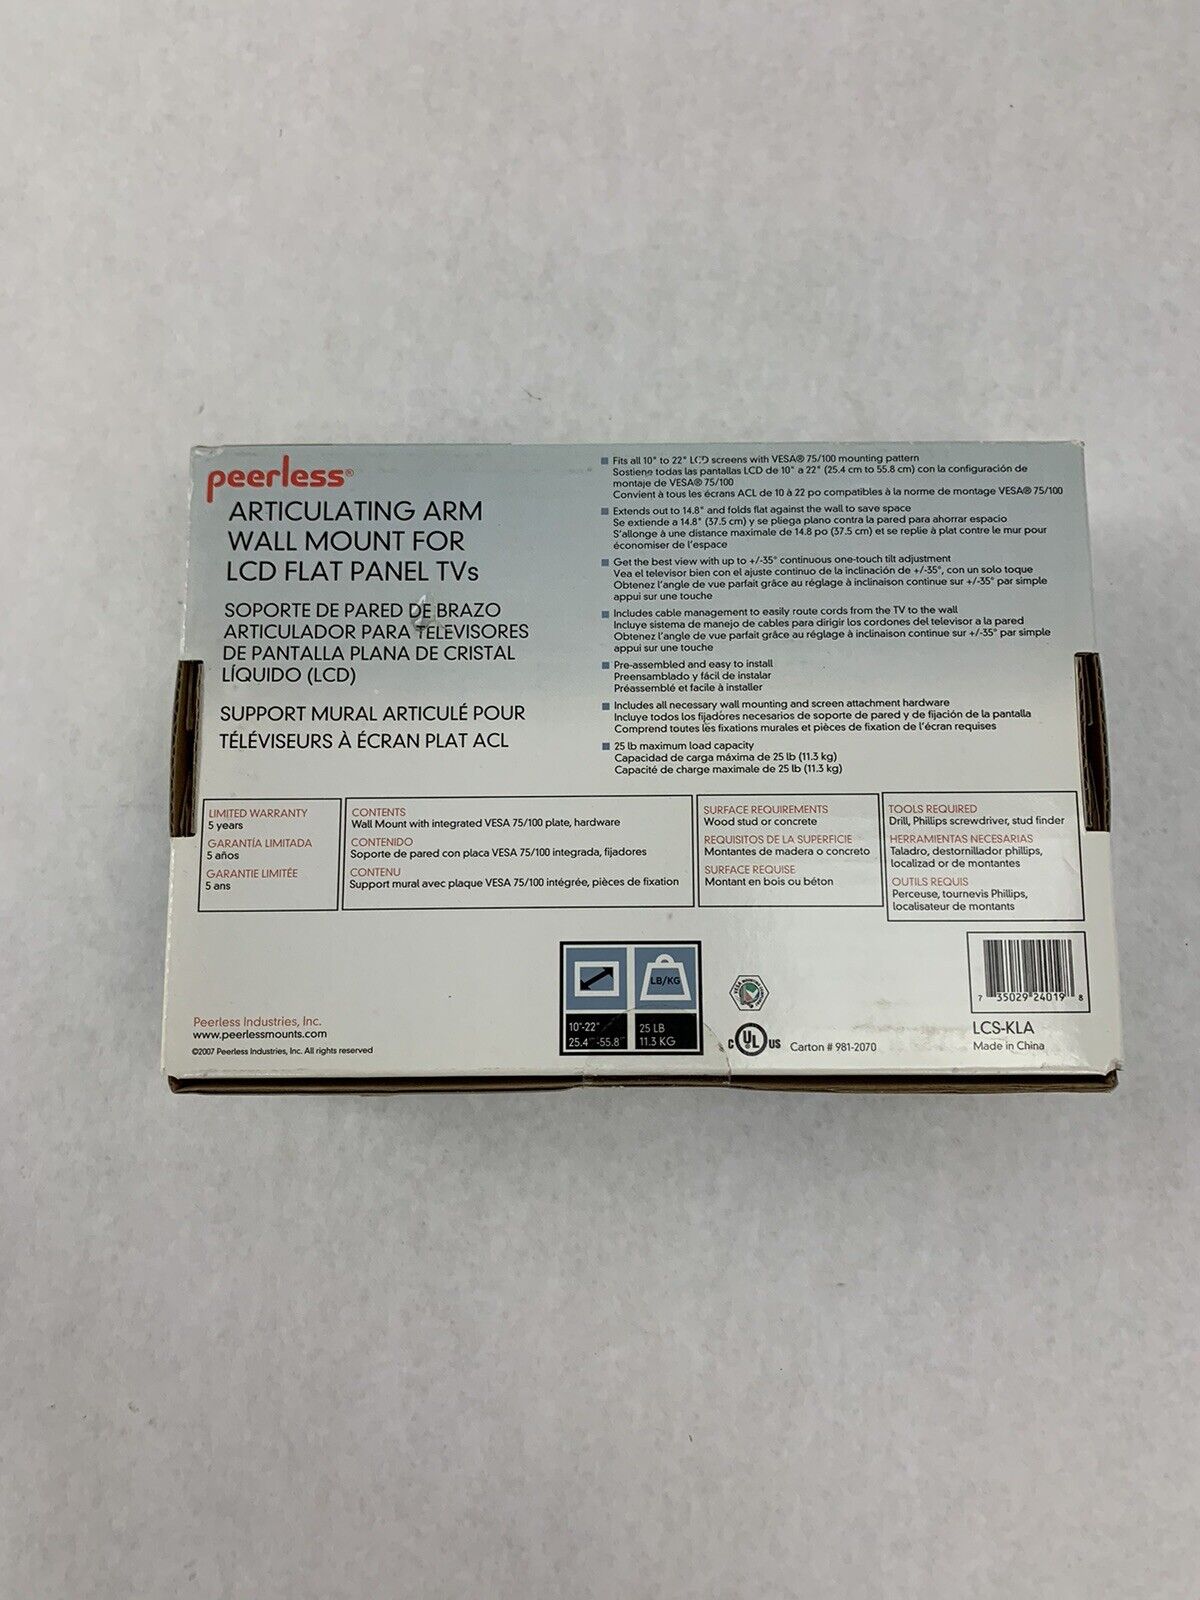 peerless®
ARTICULATING ARM
WALL MOUNT FOR
LCD FLAT PANEL TVs
SOPORTE DE PARED DE BRAZO
ARTICULADOR PARA TELEVISORES
DE PANTALLA PLANA DE CRISTAL
LÍQUIDO (LCD)
SUPPORT MURAL ARTICULÉ POUR
TÉLÉVISEURS À ÉCRAN PLAT ACL
Fits all 10" to 22" LCD screens with VESA® 75/100 mounting pattern
Sostiene todas las pantallas LCD de 10" a 22" (25.4 cm to 55.8 cm) con la configuración de
montaje de VESA® 75/100
Convient à tous les écrans ACL de 10 à 22 po compatibles à la norme de montage VESA® 75/100
Extends out to 14.8" and folds flat against the wall to save space
Se extiende a 14.8" (37.5 cm) y se pliega plano contra la pared para ahorrar espacio
S'allonge à une distance maximale de 14.8 po (37.5 cm) et se replie à plat contre le mur pour
économiser de l'espace
Get the best view with up to +/-35° continuous one-touch tilt adjustment
Vea el televisor bien con el ajuste continuo de la inclinación de +/-35°, con un solo toque
Obtenez l'angle de vue parfait grâce au réglage à inclinaison continue sur +/-35° par simple
appui sur une touche
Includes cable management to easily route cords from the TV to the wall
Incluye sistema de manejo de cables para dirigir los cordones del televisor a la pared
Obtenez l'angle de vue parfait grâce au réglage à inclinaison continue sur +/-35° par simple
appui sur une touche
Pre-assembled and easy to install
Preensamblado y fácil de instalar
Préassemblé et facile à installer
Includes all necessary wall mounting and screen attachment hardware
Incluye todos los fijadores necesarios de soporte de pared y de fijación de la pantalla
Comprend toutes les fixations murales et pièces de fixation de l'écran requises
25 lb maximum load capacity
Capacidad de carga máxima de 25 lb (11.3 kg)
Capacité de charge maximale de 25 lb (11.3 kg)
LIMITED WARRANTY
5 years
GARANTÍA LIMITADA
5 años
GARANTIE LIMITÉE
5 ans
CONTENTS
Wall Mount with integrated VESA 75/100 plate, hardware
CONTENIDO
Soporte de pared con placa VESA 75/100 integrada, fijadores
CONTENU
Support mural avec plaque VESA 75/100 intégrée, pièces de fixation
SURFACE REQUIREMENTS
Wood stud or concrete
REQUISITOS DE LA SUPERFICIE
Montantes de madera o concreto
SURFACE REQUISE
Montant en bois ou béton
TOOLS REQUIRED
Drill, Phillips screwdriver, stud finder
HERRAMIENTAS NECESARIAS
Taladro, destornillador phillips,
localizad or de montantes
OUTILS REQUIS
Perceuse, tournevis Phillips,
localisateur de montants
Peerless Industries, Inc.
www.peerlessmounts.com
©2007 Peerless Industries, Inc. All rights reserved
LB/KG
10"-22"
25.4 -55.8
25 LB
11.3 KG
C UL US
Carton # 981-2070
7 35029 24019 8
LCS-KLA
Made in China